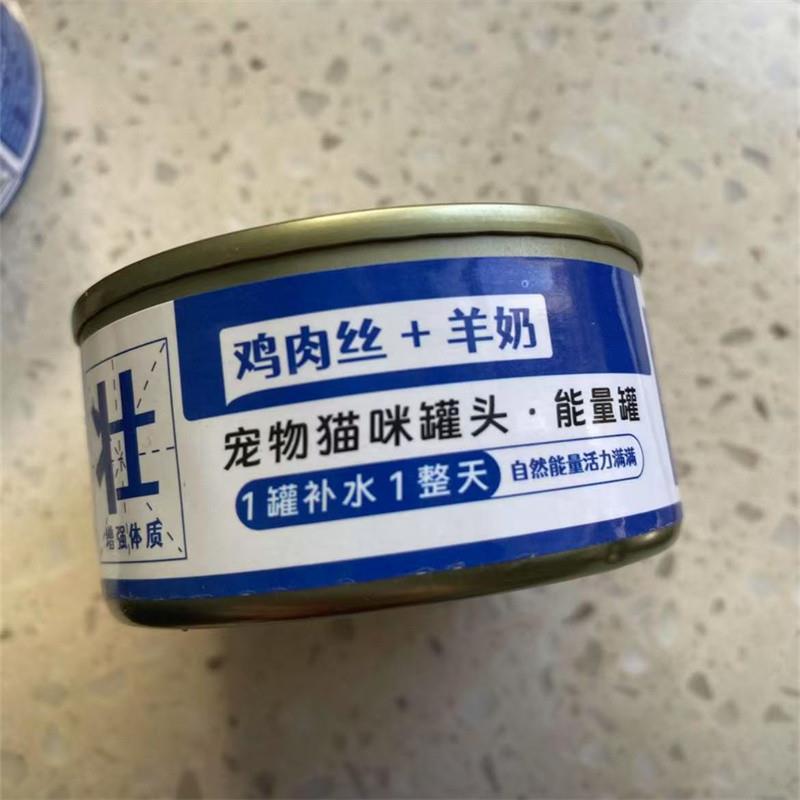 壮
增强体质
鸡肉丝 + 羊奶
宠物猫咪罐头·能量罐
1罐补水1整天
自然能量活力满满